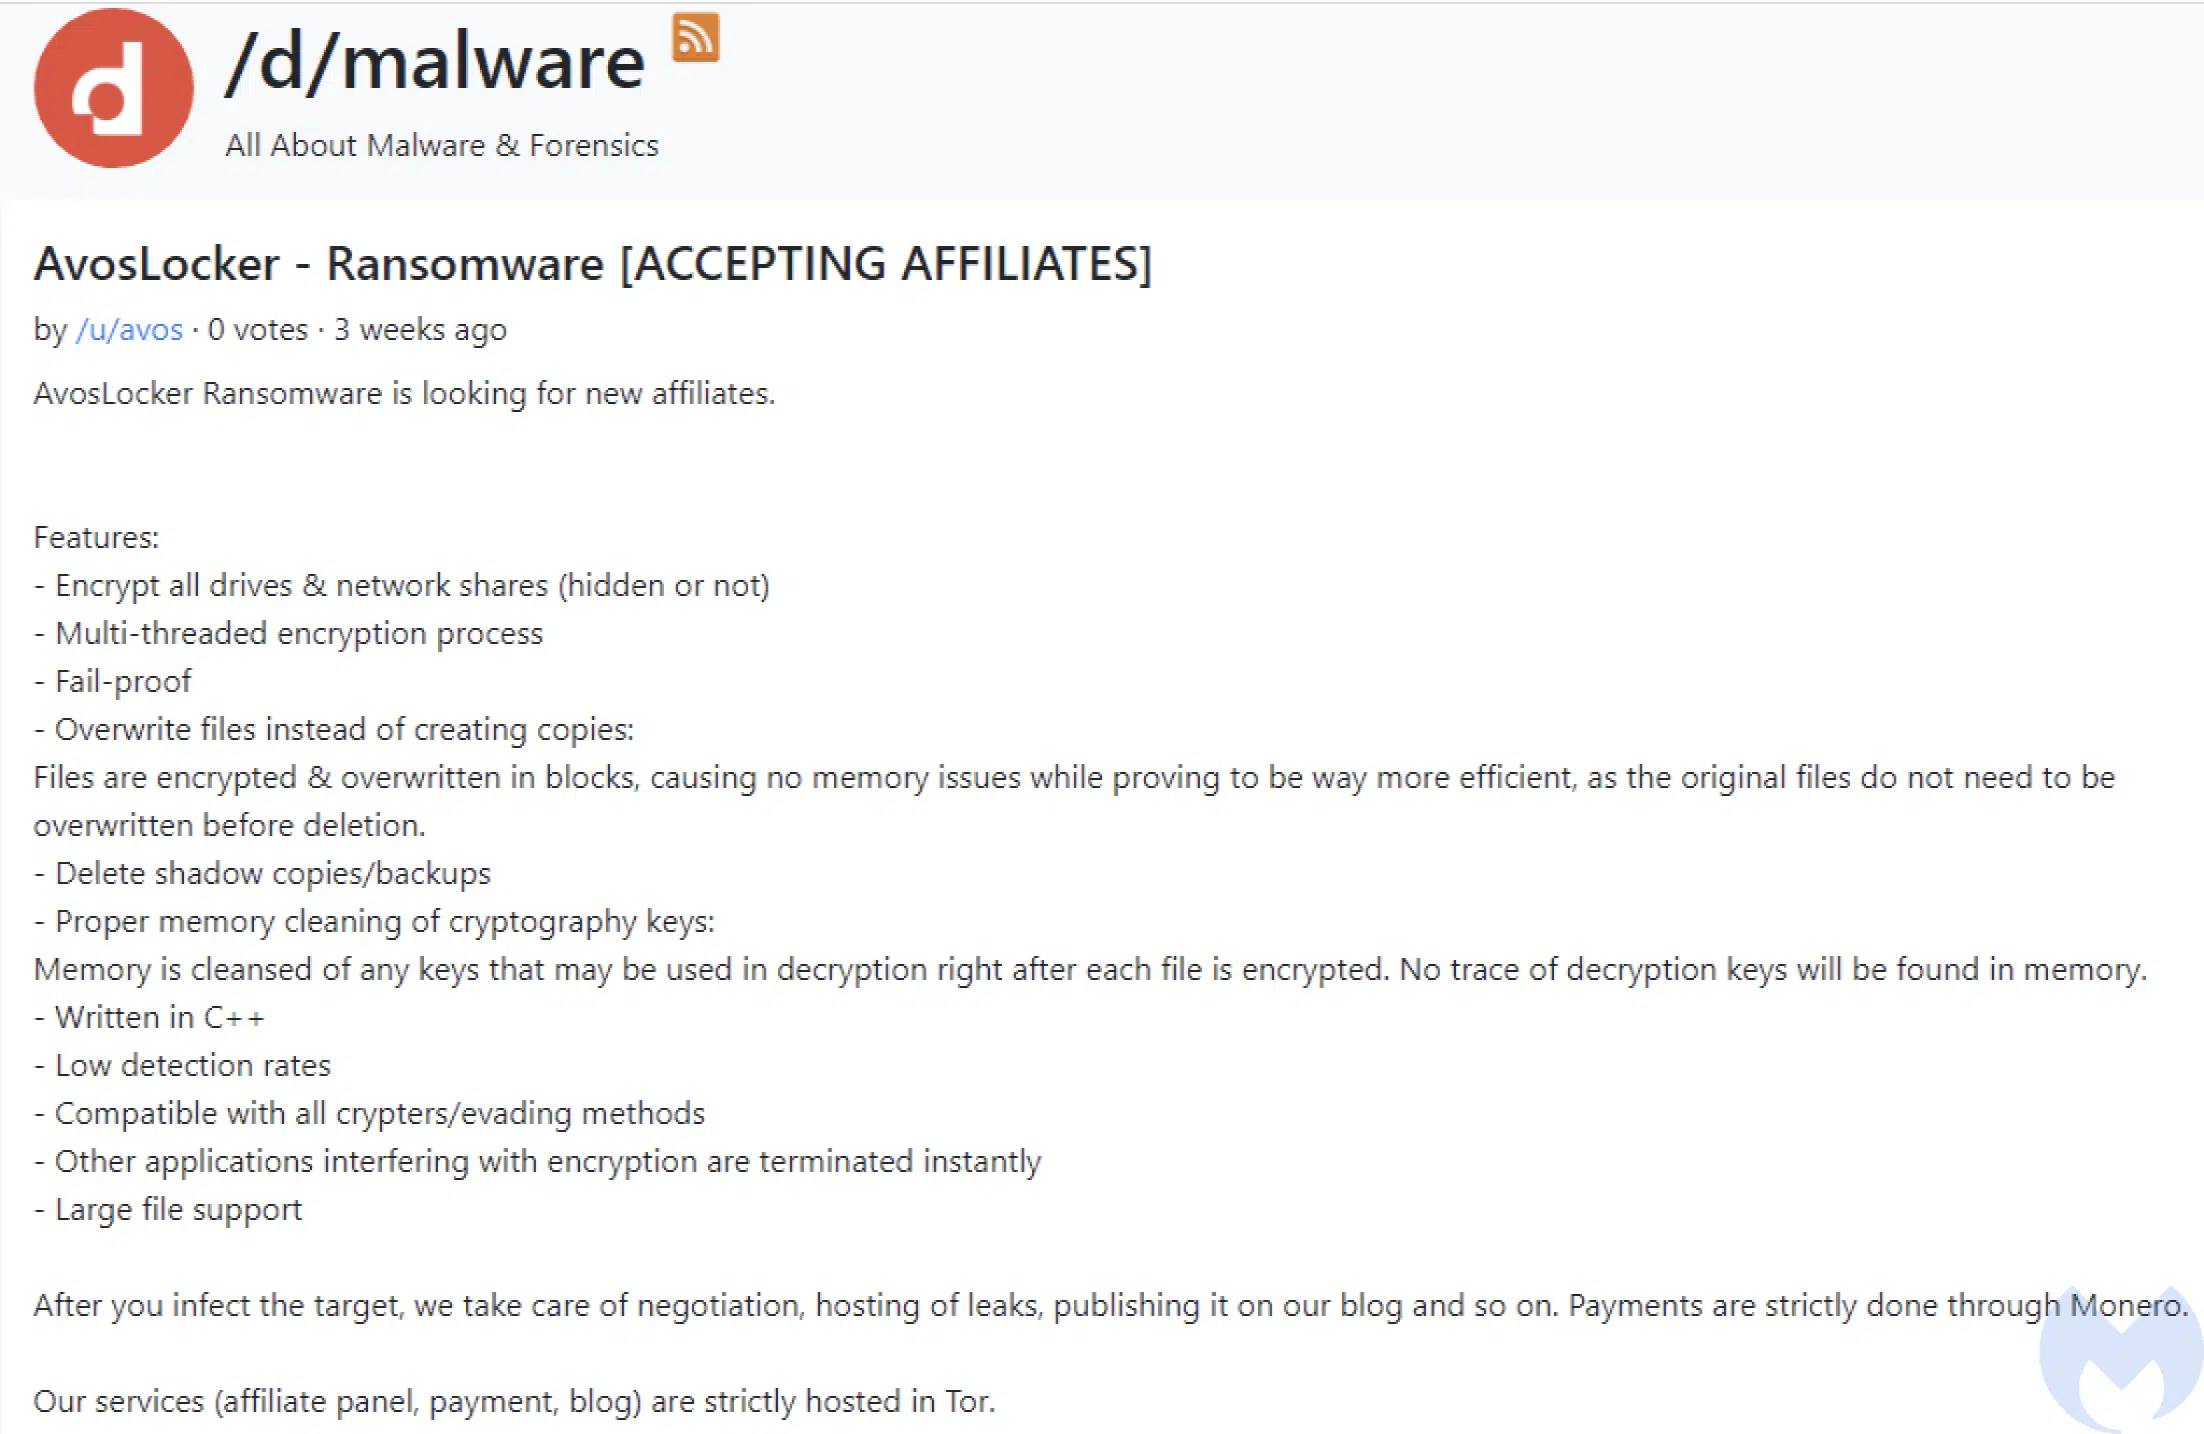 d
/d/malware
All About Malware & Forensics
AvosLocker - Ransomware [ACCEPTING AFFILIATES]
by /u/avos · 0 votes · 3 weeks ago
AvosLocker Ransomware is looking for new affiliates.
Features:
- Encrypt all drives & network shares (hidden or not)
- Multi-threaded encryption process
- Fail-proof
- Overwrite files instead of creating copies:
Files are encrypted & overwritten in blocks, causing no memory issues while proving to be way more efficient, as the original files do not need to be
overwritten before deletion.
- Delete shadow copies/backups
- Proper memory cleaning of cryptography keys:
Memory is cleansed of any keys that may be used in decryption right after each file is encrypted. No trace of decryption keys will be found in memory.
- Written in C++
- Low detection rates
- Compatible with all crypters/evading methods
- Other applications interfering with encryption are terminated instantly
- Large file support
After you infect the target, we take care of negotiation, hosting of leaks, publishing it on our blog and so on. Payments are strictly done through Monero.
Our services (affiliate panel, payment, blog) are strictly hosted in Tor.